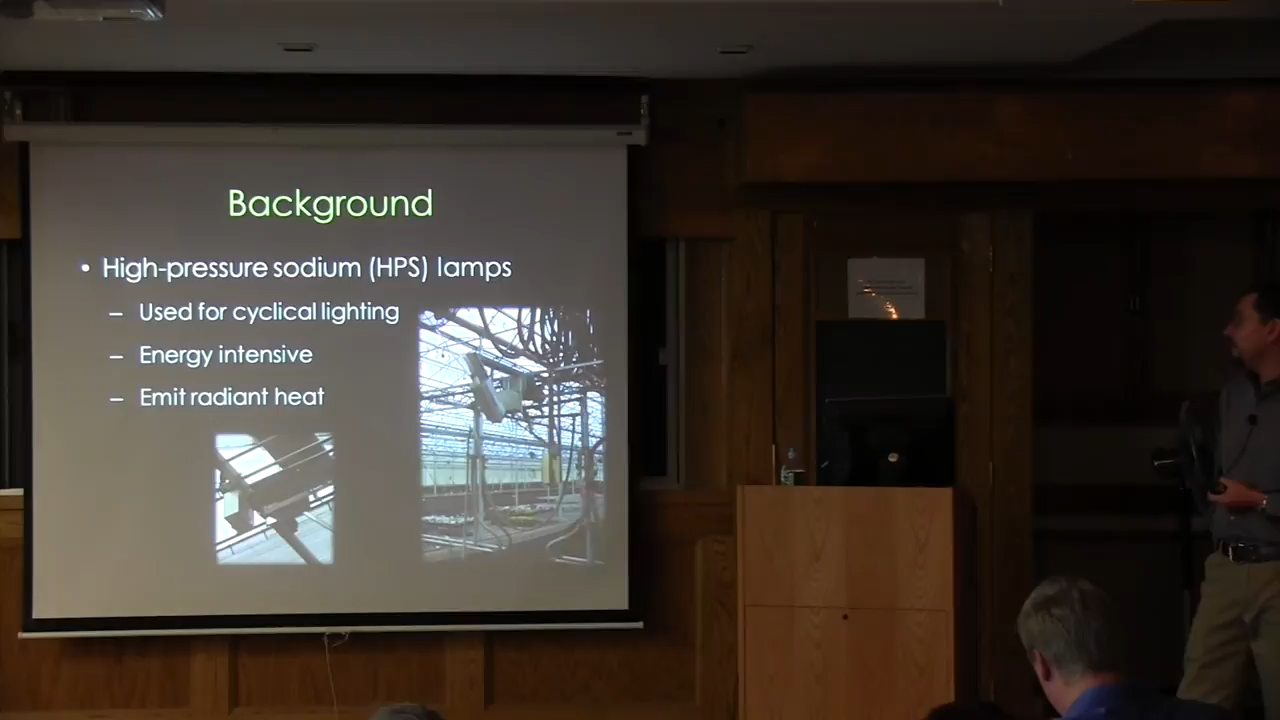 Background
• High-pressure sodium (HPS) lamps
– Used for cyclical lighting
– Energy intensive
– Emit radiant heat